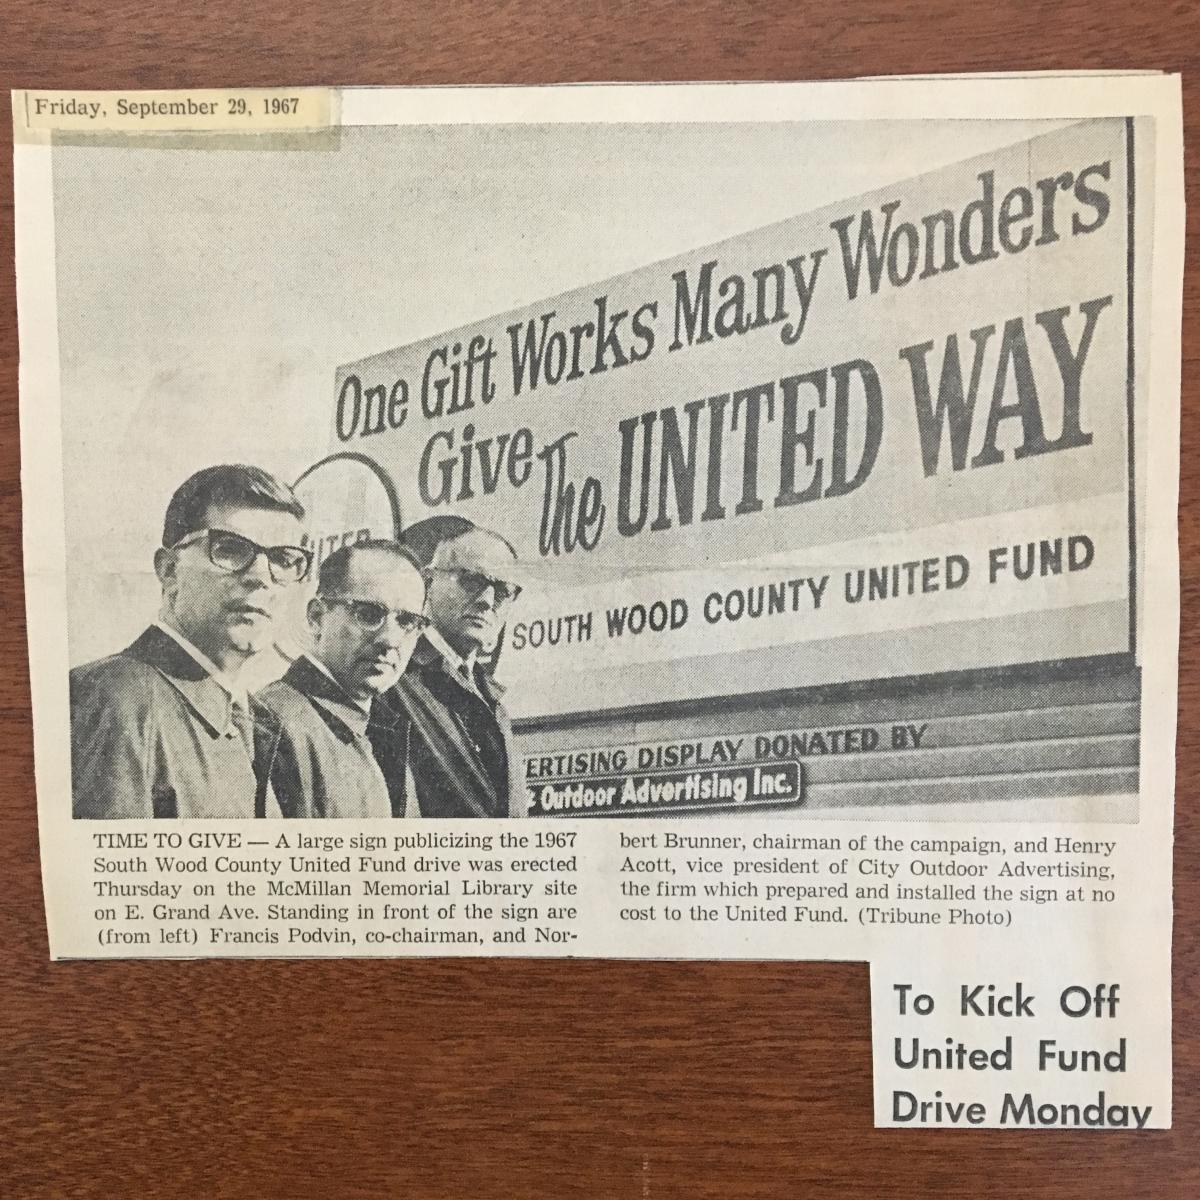 Friday, September 29, 1967
One Gift Works Many Wonders
Give The UNITED WAY
SOUTH WOOD COUNTY UNITED FUND
ERTISING DISPLAY DONATED BY
Outdoor Advertising Inc.
TIME TO GIVE — A large sign publicizing the 1967
South Wood County United Fund drive was erected
Thursday on the McMillan Memorial Library site
on E. Grand Ave. Standing in front of the sign are
(from left) Francis Podvin, co-chairman, and Nor-
bert Brunner, chairman of the campaign, and Henry
Acott, vice president of City Outdoor Advertising,
the firm which prepared and installed the sign at no
cost to the United Fund. (Tribune Photo)
To Kick Off
United Fund
Drive Monday